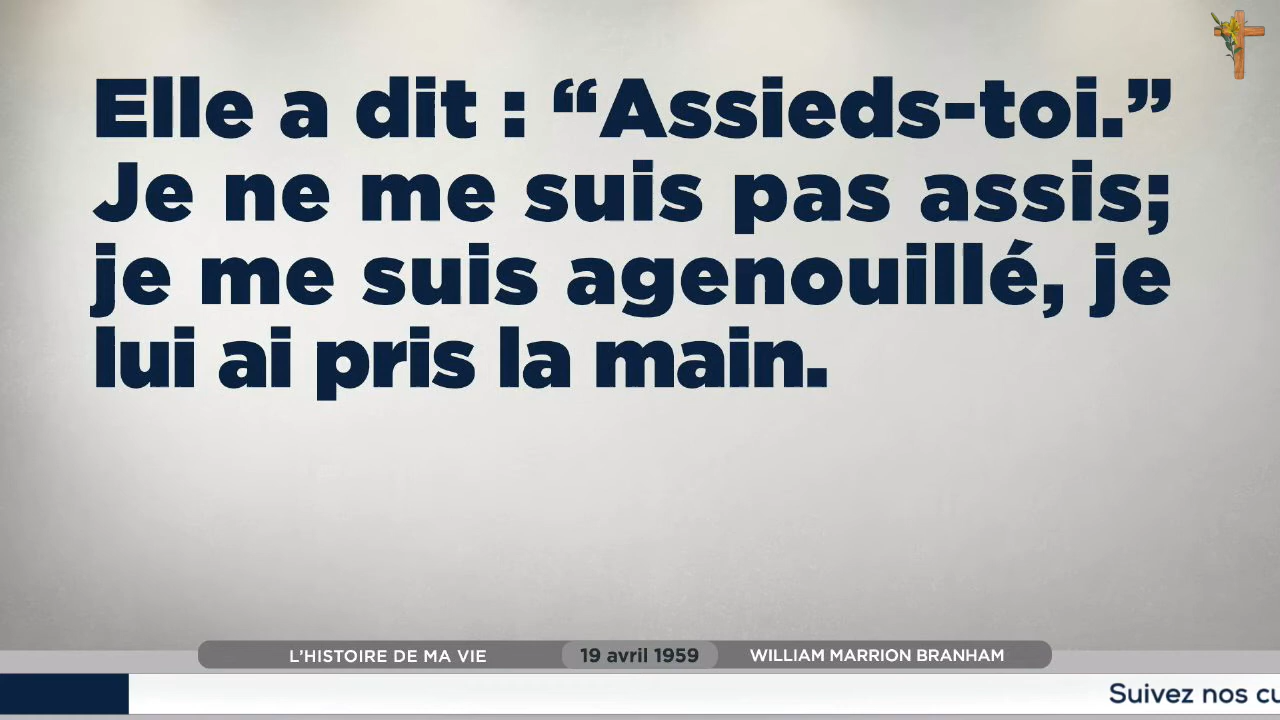 Elle a dit : “Assieds-toi.”
Je ne me suis pas assis;
je me suis agenouillé, je
lui ai pris la main.
L’HISTOIRE DE MA VIE 19 avril 1959 WILLIAM MARRION BRANHAM
Suivez nos